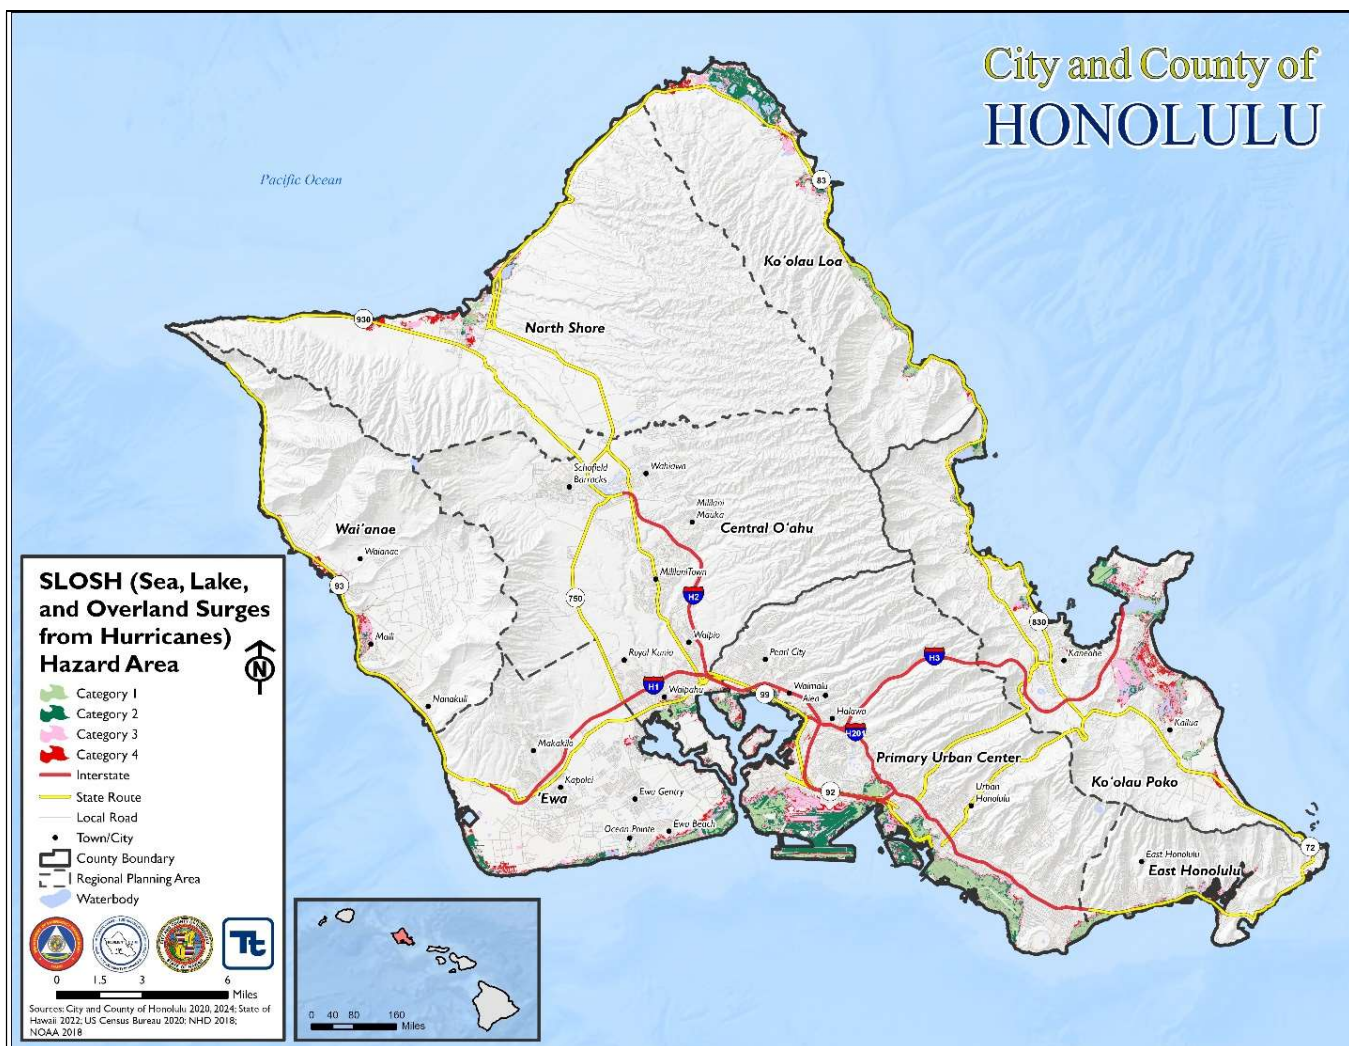 City and County of
HONOLULU
Pacific Ocean
83
Ko'olau Loa
930
North Shore
Schofield
Barracks
Wahiawa
Mililani
Mauka
Central O'ahu
Wai'anae
Waianae
93
Mililani Town
750
H2
Maili
Royal Kunia
Waipio
Pearl City
H3
830
Kaneohe
Nanakuli
H1
Waipahu
99
Waimalu
Area
Halawa
H201
Kailua
Makakilo
Primary Urban Center
Kapolei
'Ewa
Ewa Gentry
92
Urban
Honolulu
Ko'olau Poko
Ocean Pointe
Ewa Beach
72
East Honolulu
East Honolulu
SLOSH (Sea, Lake,
and Overland Surges
from Hurricanes)
Hazard Area
N
Category 1
Category 2
Category 3
Category 4
Interstate
State Route
Local Road
Town/City
County Boundary
Regional Planning Area
Waterbody
Tt
0 1.5 3 6
Miles
Sources: City and County of Honolulu 2020, 2024; State of
Hawaii 2022; US Census Bureau 2020; NHD 2018;
NOAA 2018
0 40 80 160
Miles